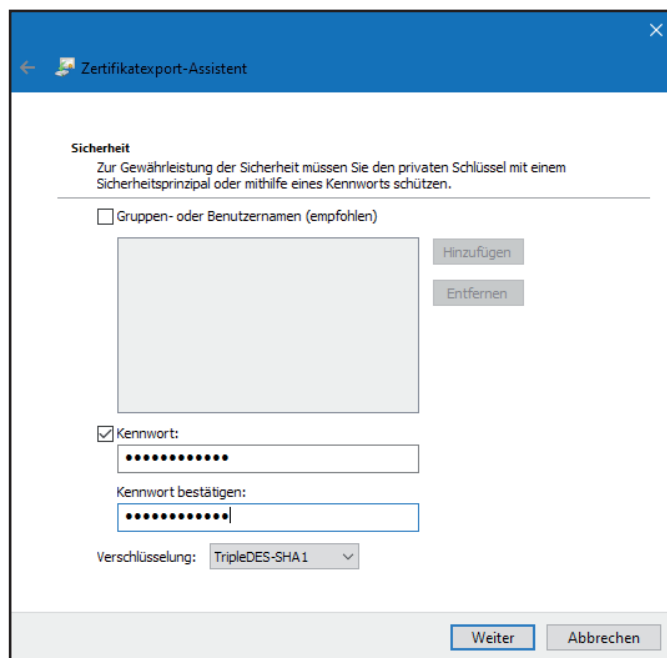 Zertifikatexport-Assistent
Sicherheit
Zur Gewährleistung der Sicherheit müssen Sie den privaten Schlüssel mit einem
Sicherheitsprinzipal oder mithilfe eines Kennworts schützen.
Gruppen- oder Benutzernamen (empfohlen)
Hinzufügen
Entfernen
Kennwort:
••••••••••••
Kennwort bestätigen:
••••••••••••
Verschlüsselung: TripleDES-SHA1
Weiter Abbrechen